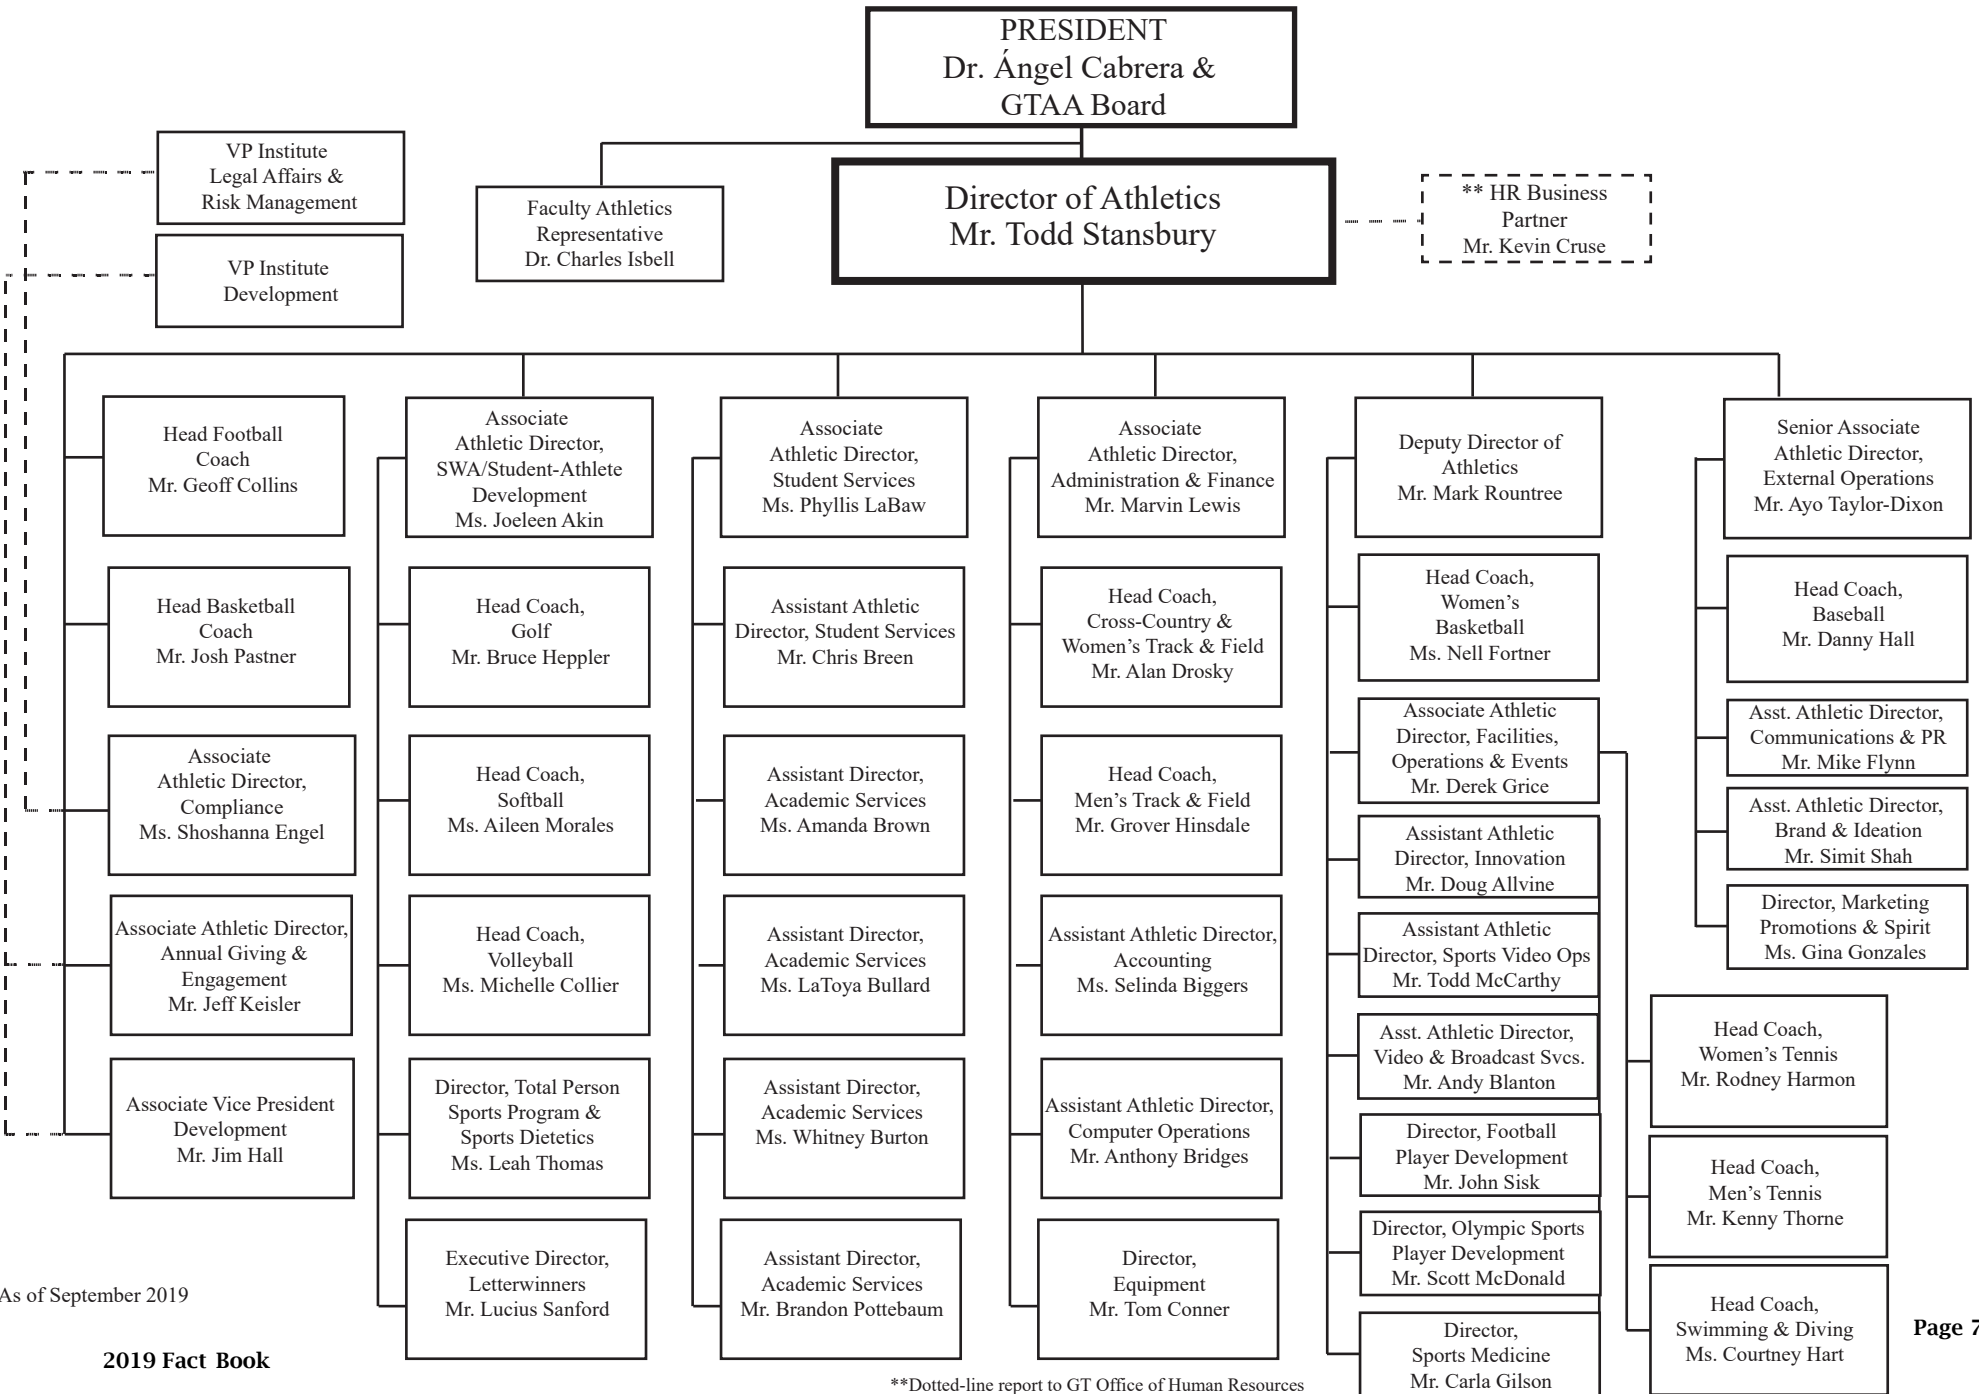 PRESIDENT
Dr. Ángel Cabrera &
GTAA Board
VP Institute
Legal Affairs &
Risk Management
VP Institute
Development
Faculty Athletics
Representative
Dr. Charles Isbell
Director of Athletics
Mr. Todd Stansbury
** HR Business
Partner
Mr. Kevin Cruse
Head Football
Coach
Mr. Geoff Collins
Head Basketball
Coach
Mr. Josh Pastner
Associate
Athletic Director,
Compliance
Ms. Shoshanna Engel
Associate Athletic Director,
Annual Giving &
Engagement
Mr. Jeff Keisler
Associate Vice President
Development
Mr. Jim Hall
Associate
Athletic Director,
SWA/Student-Athlete
Development
Ms. Joeleen Akin
Head Coach,
Golf
Mr. Bruce Heppler
Head Coach,
Softball
Ms. Aileen Morales
Head Coach,
Volleyball
Ms. Michelle Collier
Director, Total Person
Sports Program &
Sports Dietetics
Ms. Leah Thomas
Executive Director,
Letterwinners
Mr. Lucius Sanford
Associate
Athletic Director,
Student Services
Ms. Phyllis LaBaw
Assistant Athletic
Director, Student Services
Mr. Chris Breen
Assistant Director,
Academic Services
Ms. Amanda Brown
Assistant Director,
Academic Services
Ms. LaToya Bullard
Assistant Director,
Academic Services
Ms. Whitney Burton
Assistant Director,
Academic Services
Mr. Brandon Pottebaum
Associate
Athletic Director,
Administration & Finance
Mr. Marvin Lewis
Head Coach,
Cross-Country &
Women’s Track & Field
Mr. Alan Drosky
Head Coach,
Men’s Track & Field
Mr. Grover Hinsdale
Assistant Athletic Director,
Accounting
Ms. Selinda Biggers
Assistant Athletic Director,
Computer Operations
Mr. Anthony Bridges
Director,
Equipment
Mr. Tom Conner
Deputy Director of
Athletics
Mr. Mark Rountree
Head Coach,
Women’s
Basketball
Ms. Nell Fortner
Associate Athletic
Director, Facilities,
Operations & Events
Mr. Derek Grice
Assistant Athletic
Director, Innovation
Mr. Doug Allvine
Assistant Athletic
Director, Sports Video Ops
Mr. Todd McCarthy
Asst. Athletic Director,
Video & Broadcast Svcs.
Mr. Andy Blanton
Director, Football
Player Development
Mr. John Sisk
Director, Olympic Sports
Player Development
Mr. Scott McDonald
Director,
Sports Medicine
Mr. Carla Gilson
Senior Associate
Athletic Director,
External Operations
Mr. Ayo Taylor-Dixon
Head Coach,
Baseball
Mr. Danny Hall
Asst. Athletic Director,
Communications & PR
Mr. Mike Flynn
Asst. Athletic Director,
Brand & Ideation
Mr. Simit Shah
Director, Marketing
Promotions & Spirit
Ms. Gina Gonzales
Head Coach,
Women’s Tennis
Mr. Rodney Harmon
Head Coach,
Men’s Tennis
Mr. Kenny Thorne
Head Coach,
Swimming & Diving
Ms. Courtney Hart
As of September 2019
2019 Fact Book
**Dotted-line report to GT Office of Human Resources
Page 7